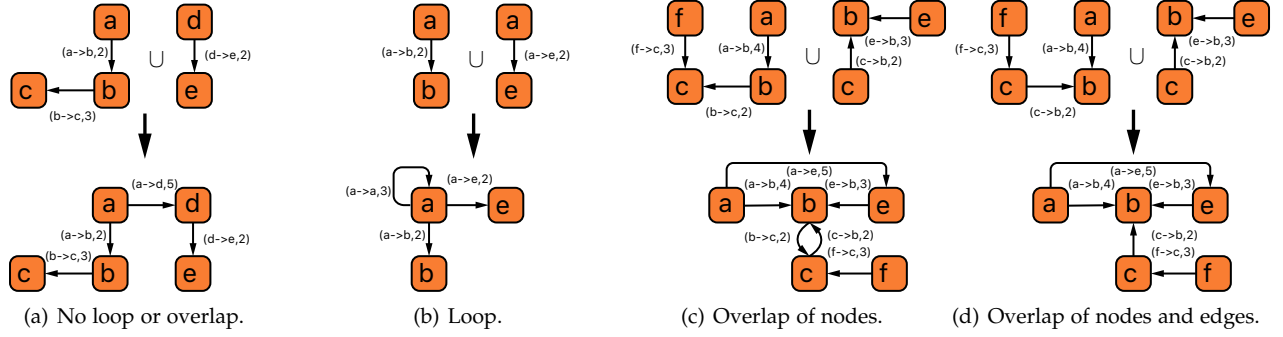 a d
(a->b,2) ∪ (d->e,2)
c b e
(b->c,3)
(a->d,5)
a d
(a->b,2) (d->e,2)
(b->c,3)
c b e
(a) No loop or overlap.
a a
(a->b,2) ∪ (a->e,2)
b e
(a->a,3) (a->e,2)
a e
(a->b,2)
b
(b) Loop.
f a b e
(e->b,3)
(f->c,3) (a->b,4) ∪
(c->b,2)
c b c
(b->c,2)
(a->e,5)
(a->b,4) (e->b,3)
a b e
(b->c,2) (c->b,2)
(f->c,3)
c f
(c) Overlap of nodes.
f a b e
(e->b,3)
(f->c,3) (a->b,4) ∪
(c->b,2)
c b c
(c->b,2)
(a->e,5)
(a->b,4) (e->b,3)
a b e
(c->b,2)
(f->c,3)
c f
(d) Overlap of nodes and edges.